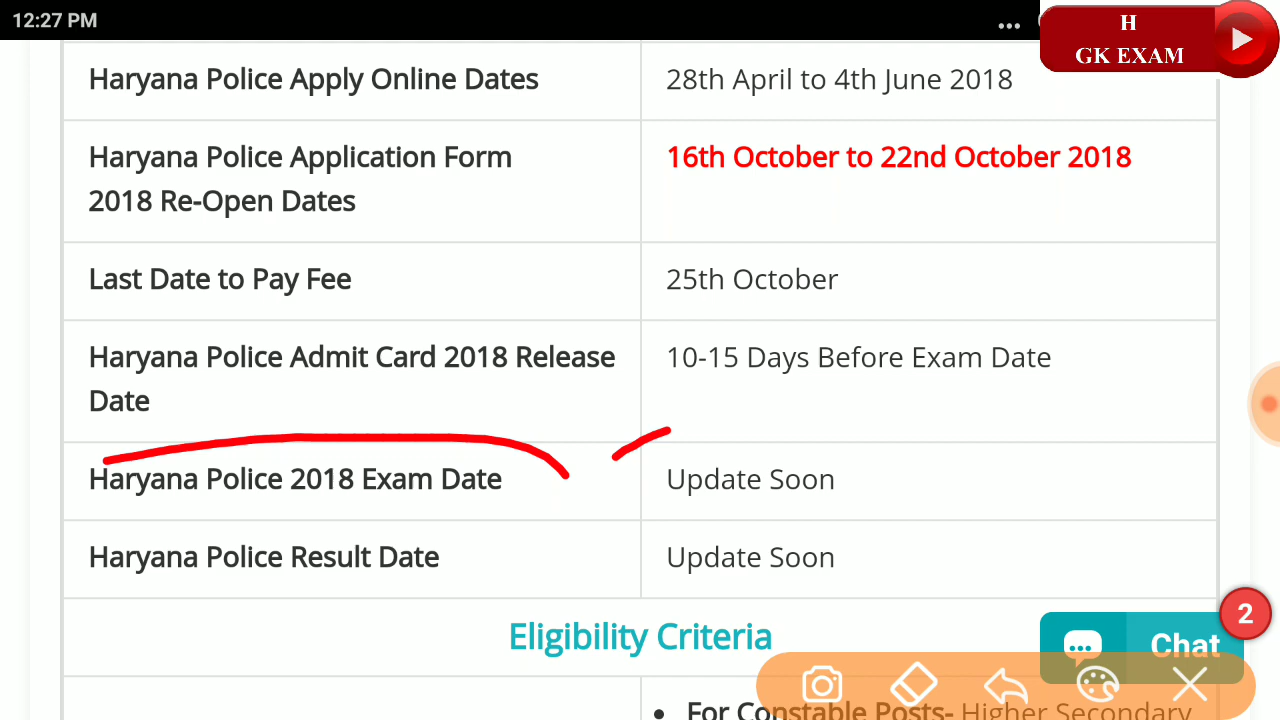 12:27 PM
H
GK EXAM
Haryana Police Apply Online Dates
28th April to 4th June 2018
Haryana Police Application Form
2018 Re-Open Dates
16th October to 22nd October 2018
Last Date to Pay Fee
25th October
Haryana Police Admit Card 2018 Release
Date
10-15 Days Before Exam Date
Haryana Police 2018 Exam Date
Update Soon
Haryana Police Result Date
Update Soon
Eligibility Criteria
2
Chat
• For Constable Posts- Higher Secondary